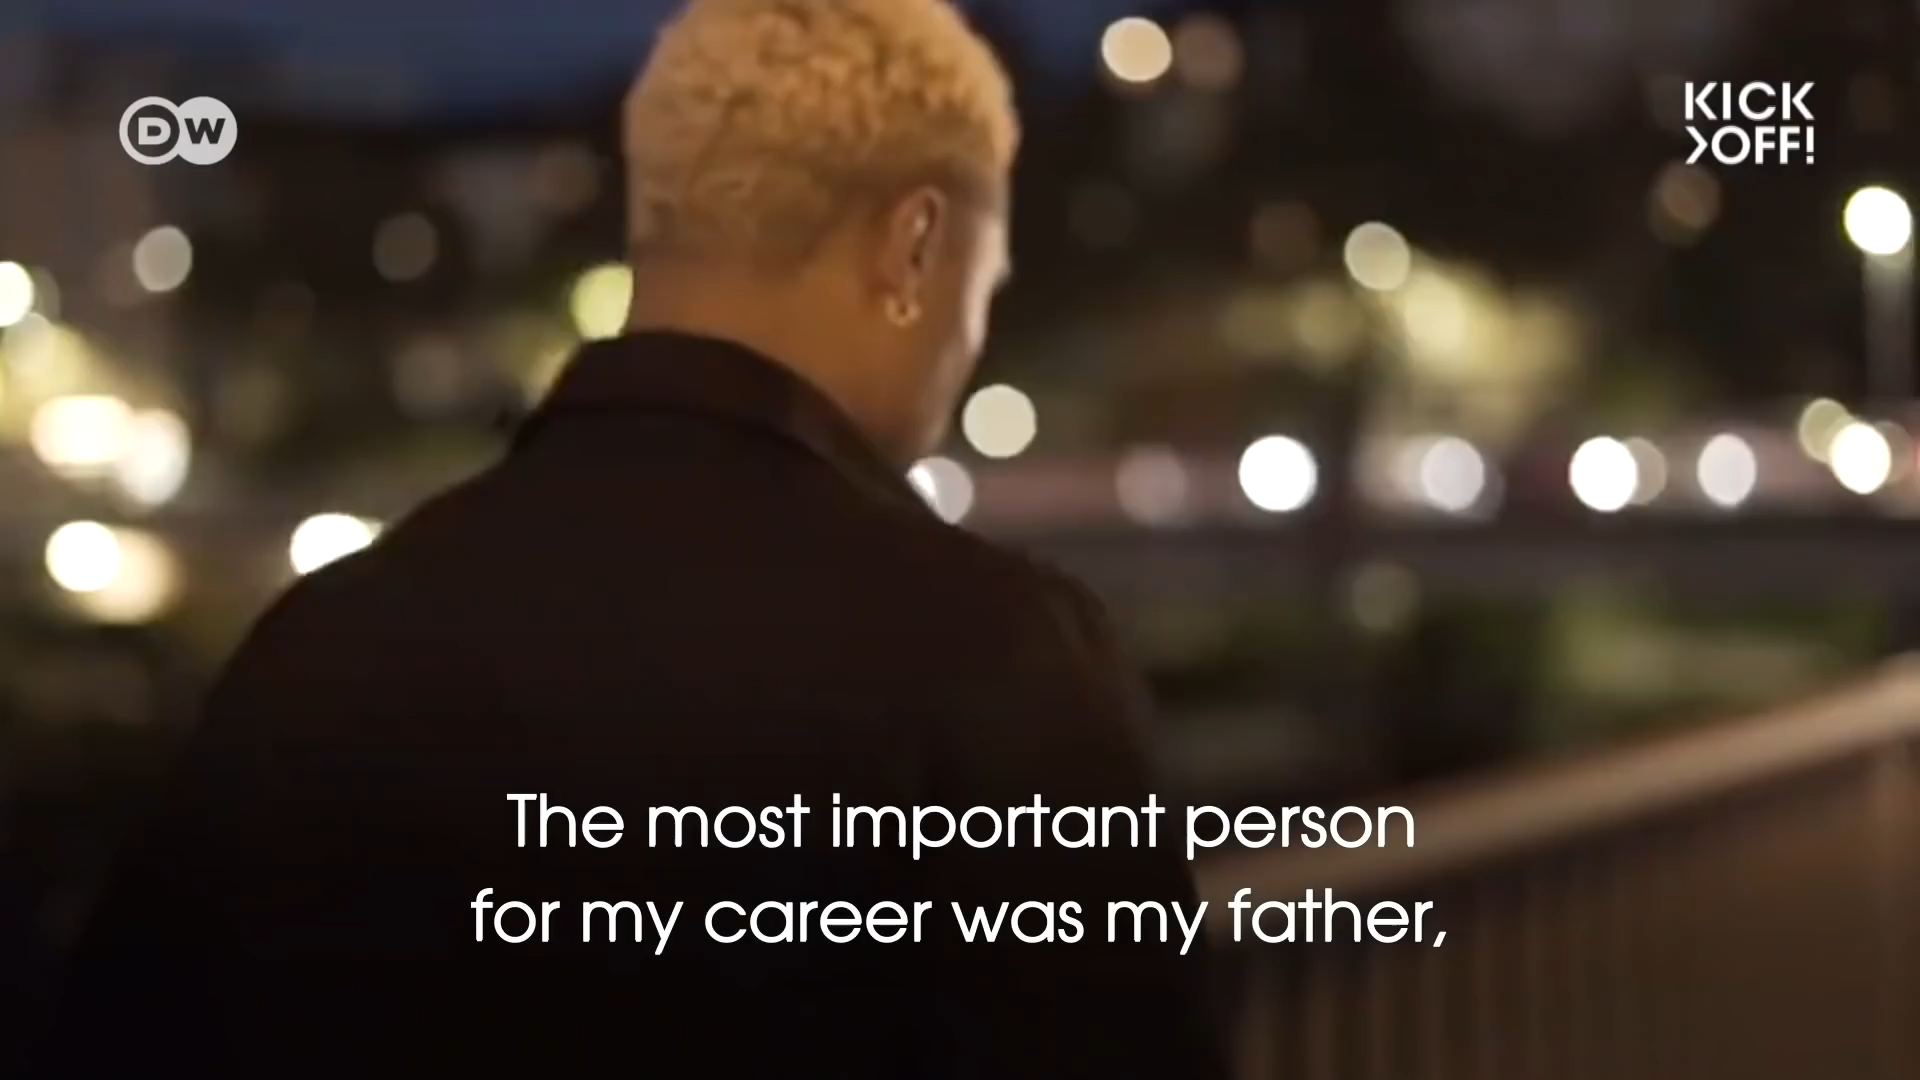 DW
KICK
OFF!
The most important person
for my career was my father,